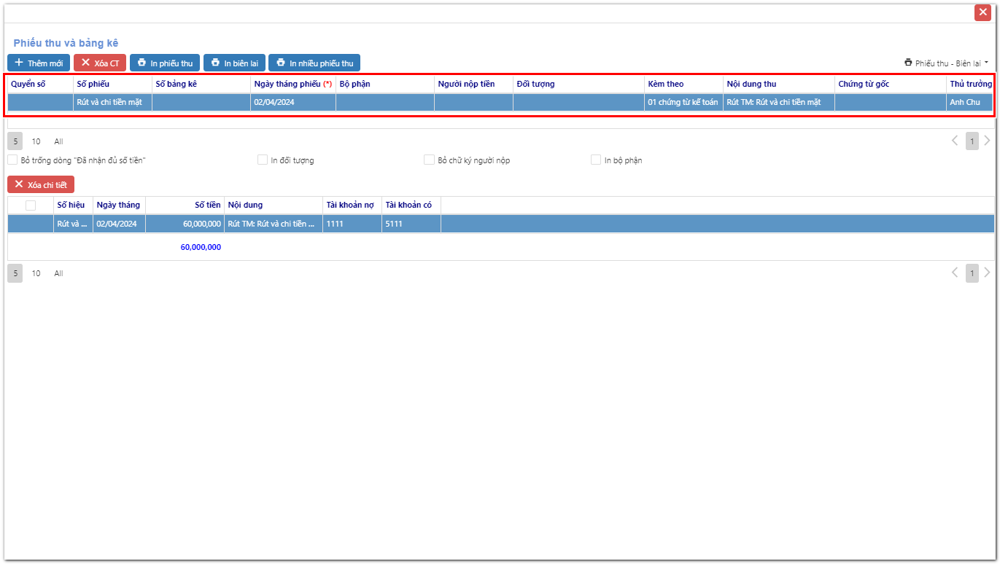 Phiếu thu và bảng kê
Thêm mới Xóa CT In phiếu thu In biên lai In nhiều phiếu thu Phiếu thu - Biên lai
Quyển số Số phiếu Số bảng kê Ngày tháng phiếu (*) Bộ phận Người nộp tiền Đối tượng Kèm theo Nội dung thu Chứng từ gốc Thủ trưởng
Rút và chi tiền mặt 02/04/2024 01 chứng từ kế toán Rút TM: Rút và chi tiền mặt Anh Chu
5 10 All 1
Bỏ trống dòng "Đã nhận đủ số tiền" In đối tượng Bỏ chữ ký người nộp In bộ phận
Xóa chi tiết
Số hiệu Ngày tháng Số tiền Nội dung Tài khoản nợ Tài khoản có
Rút và ... 02/04/2024 60,000,000 Rút TM: Rút và chi tiền ... 1111 5111
60,000,000
5 10 All 1